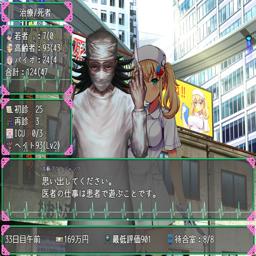 治療/死者
若者 : 7(0
高齢者: 93(43
バイオ: 24(4
合計:124(47
初診 25
再診 3
ICU 0/3
ヘイト93(Lv2)
思い出してください。
医者の仕事は患者で遊ぶことです。
33日目午前
169万円
最低評価901
待合室:8/8